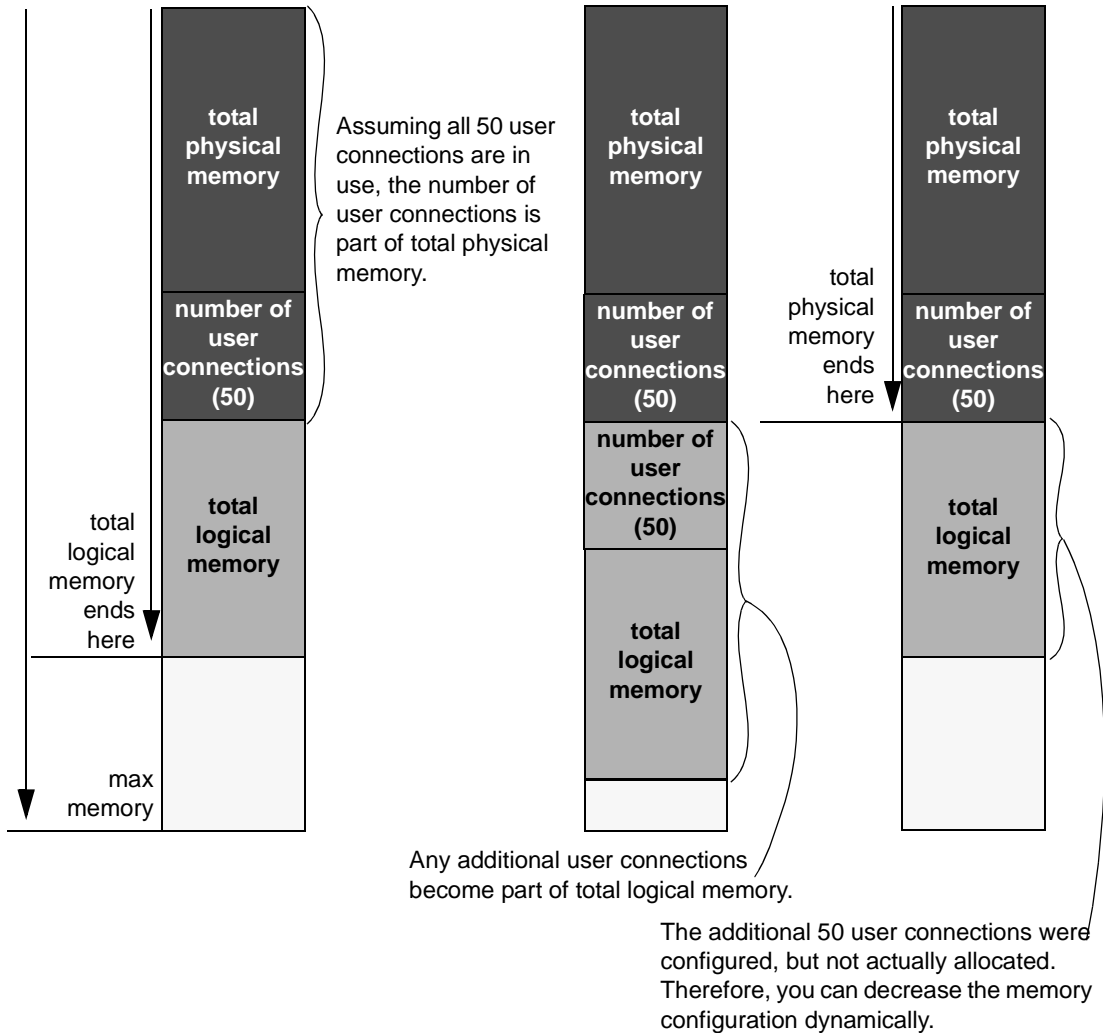 total
physical
memory
number of
user
connections
(50)
total
logical
memory
Assuming all 50 user
connections are in
use, the number of
user connections is
part of total physical
memory.
total
logical
memory
ends
here
max
memory
total
physical
memory
number of
user
connections
(50)
number of
user
connections
(50)
total
logical
memory
Any additional user connections
become part of total logical memory.
total
physical
memory
ends
here
total
physical
memory
number of
user
connections
(50)
total
logical
memory
The additional 50 user connections were
configured, but not actually allocated.
Therefore, you can decrease the memory
configuration dynamically.